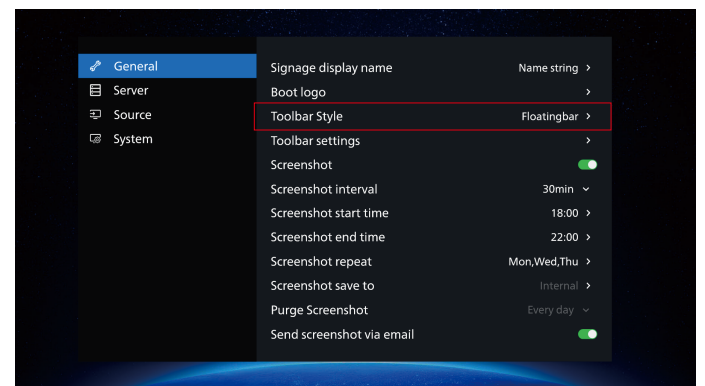 General
Server
Source
System
Signage display name Name string
Boot logo
Toolbar Style Floatingbar
Toolbar settings
Screenshot
Screenshot interval 30min
Screenshot start time 18:00
Screenshot end time 22:00
Screenshot repeat Mon,Wed,Thu
Screenshot save to Internal
Purge Screenshot Every day
Send screenshot via email